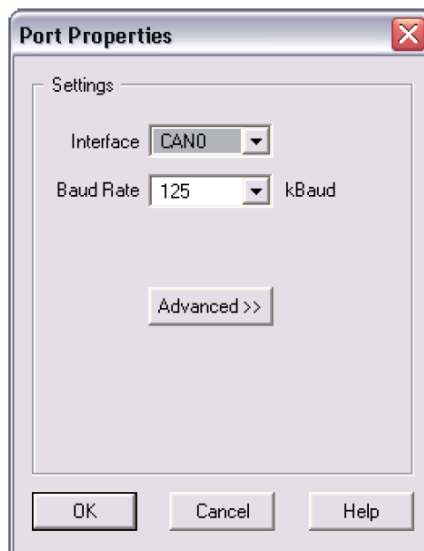 Port Properties
Settings
Interface CAN0
Baud Rate 125 kBaud
Advanced >>
OK Cancel Help